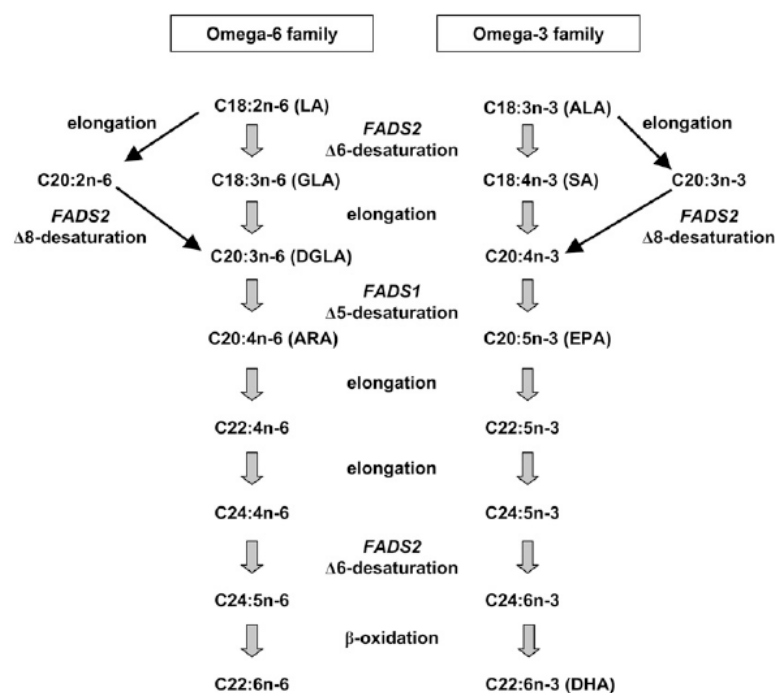 Omega-6 family
Omega-3 family
C18:2n-6 (LA)
C18:3n-3 (ALA)
elongation
FADS2
Δ6-desaturation
elongation
C20:2n-6
C18:3n-6 (GLA)
C18:4n-3 (SA)
C20:3n-3
FADS2
Δ8-desaturation
elongation
FADS2
Δ8-desaturation
C20:3n-6 (DGLA)
C20:4n-3
FADS1
Δ5-desaturation
C20:4n-6 (ARA)
C20:5n-3 (EPA)
elongation
C22:4n-6
C22:5n-3
elongation
C24:4n-6
C24:5n-3
FADS2
Δ6-desaturation
C24:5n-6
C24:6n-3
β-oxidation
C22:6n-6
C22:6n-3 (DHA)